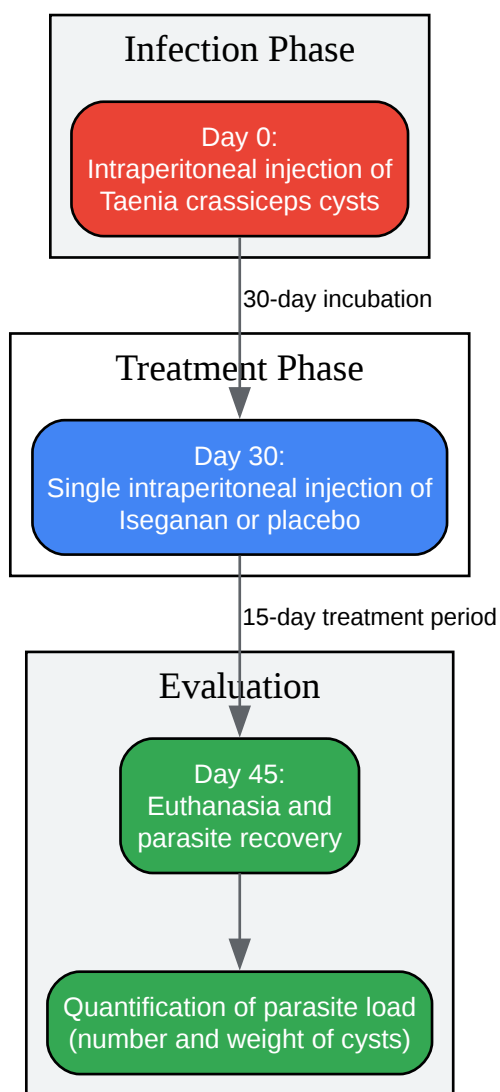 Infection Phase
Day 0:
Intraperitoneal injection of
Taenia crassiceps cysts
30-day incubation
Treatment Phase
Day 30:
Single intraperitoneal injection of
Iseganan or placebo
15-day treatment period
Evaluation
Day 45:
Euthanasia and
parasite recovery
Quantification of parasite load
(number and weight of cysts)